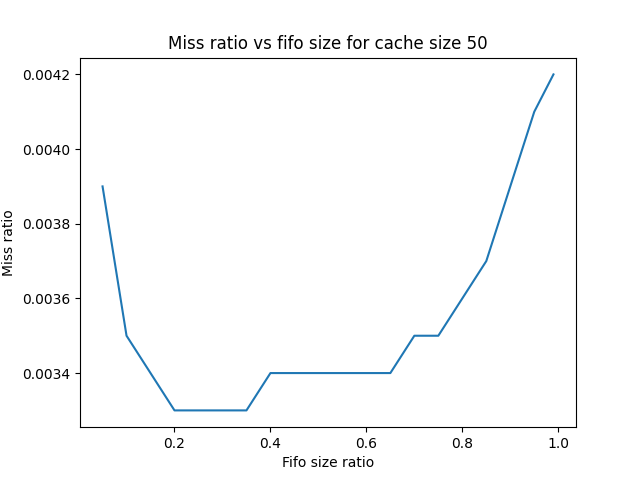 Miss ratio vs fifo size for cache size 50
0.0042
0.0040
0.0038
0.0036
0.0034
Miss ratio
0.2 0.4 0.6 0.8 1.0
Fifo size ratio